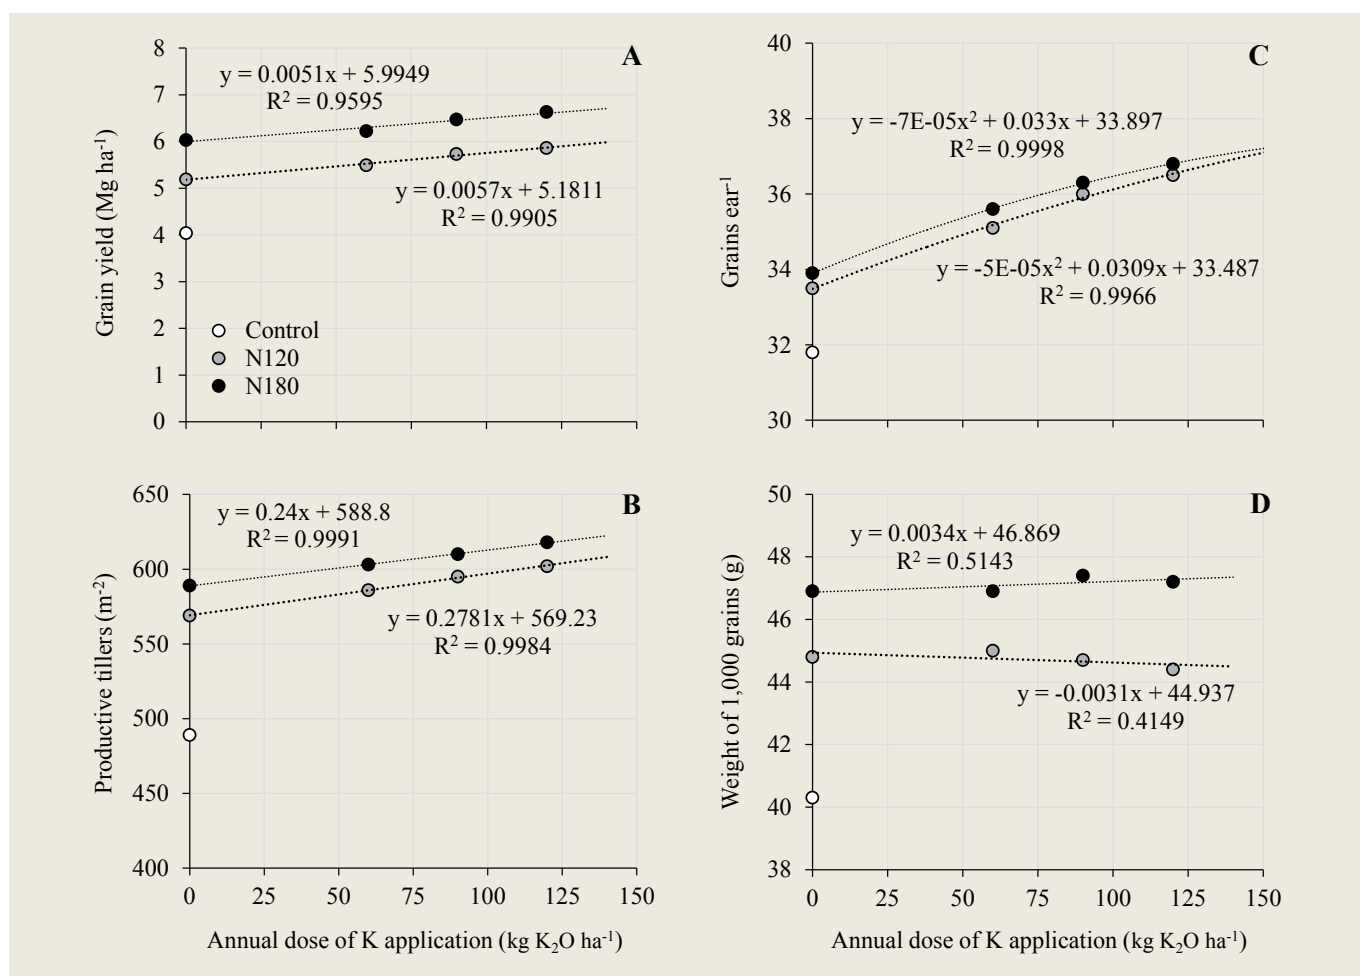 A
8
7
6
5
4
3
2
1
0
Grain yield (Mg ha-1)
y = 0.0051x + 5.9949
R2 = 0.9595
y = 0.0057x + 5.1811
R2 = 0.9905
Control
N120
N180
C
40
38
36
34
32
30
Grains ear-1
y = -7E-05x2 + 0.033x + 33.897
R2 = 0.9998
y = -5E-05x2 + 0.0309x + 33.487
R2 = 0.9966
B
650
600
550
500
450
400
Productive tillers (m-2)
y = 0.24x + 588.8
R2 = 0.9991
y = 0.2781x + 569.23
R2 = 0.9984
0 25 50 75 100 125 150
Annual dose of K application (kg K2O ha-1)
D
50
48
46
44
42
40
38
Weight of 1,000 grains (g)
y = 0.0034x + 46.869
R2 = 0.5143
y = -0.0031x + 44.937
R2 = 0.4149
0 25 50 75 100 125 150
Annual dose of K application (kg K2O ha-1)